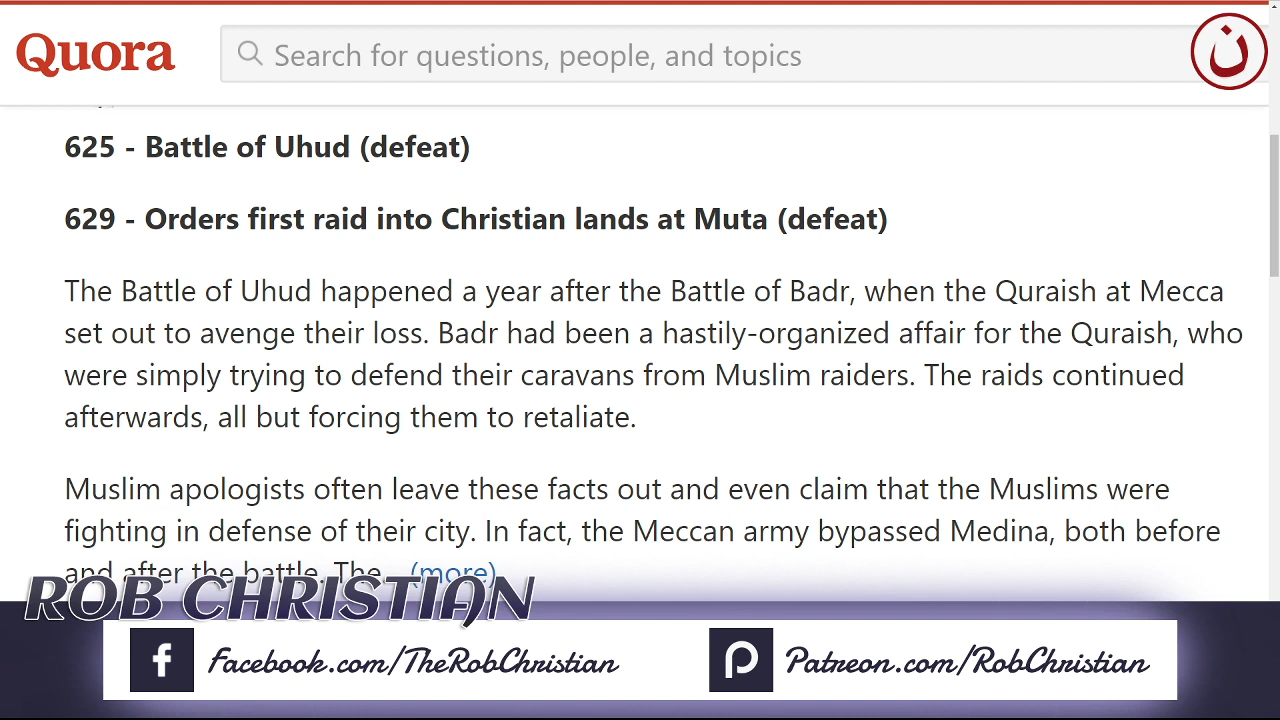 Quora
Search for questions, people, and topics
ن
625 - Battle of Uhud (defeat)
629 - Orders first raid into Christian lands at Muta (defeat)
The Battle of Uhud happened a year after the Battle of Badr, when the Quraish at Mecca
set out to avenge their loss. Badr had been a hastily-organized affair for the Quraish, who
were simply trying to defend their caravans from Muslim raiders. The raids continued
afterwards, all but forcing them to retaliate.
Muslim apologists often leave these facts out and even claim that the Muslims were
fighting in defense of their city. In fact, the Meccan army bypassed Medina, both before
and after the battle. The... (more)
ROB CHRISTIAN
Facebook.com/TheRobChristian
Patreon.com/RobChristian